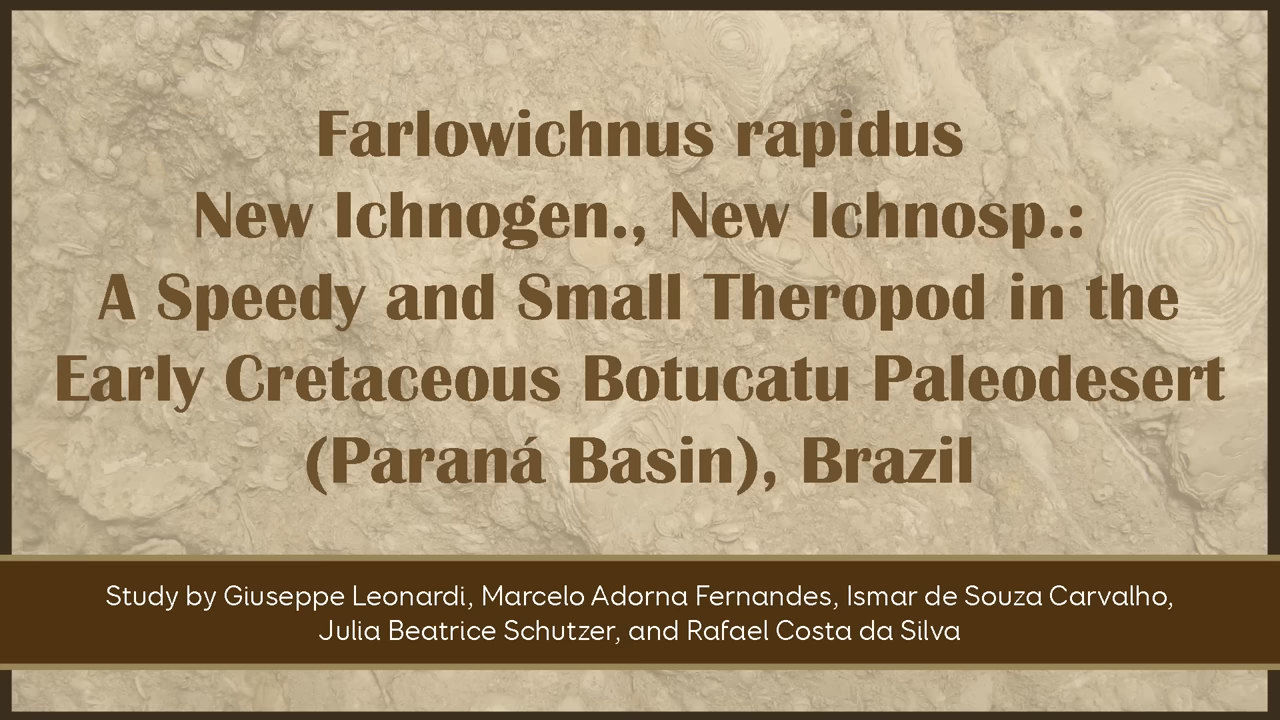 Farlowichnus rapidus
New Ichnogen., New Ichnosp.:
A Speedy and Small Theropod in the
Early Cretaceous Botucatu Paleodesert
(Paraná Basin), Brazil
Study by Giuseppe Leonardi, Marcelo Adorna Fernandes, Ismar de Souza Carvalho,
Julia Beatrice Schutzer, and Rafael Costa da Silva